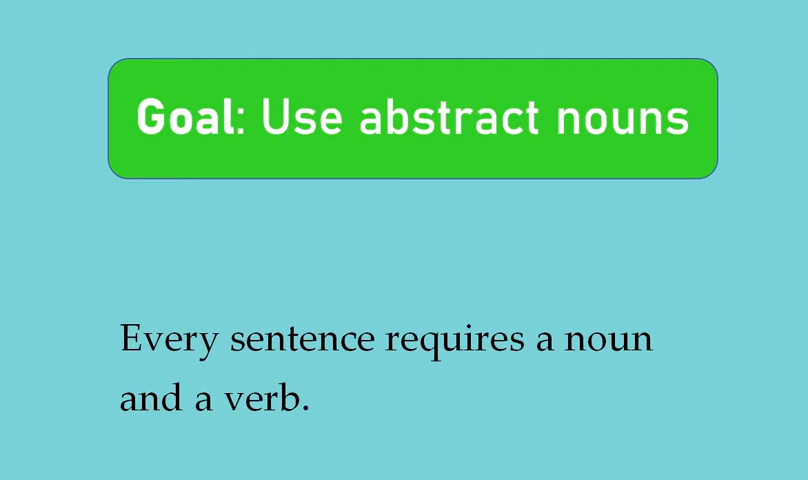 Goal: Use abstract nouns
Every sentence requires a noun
and a verb.